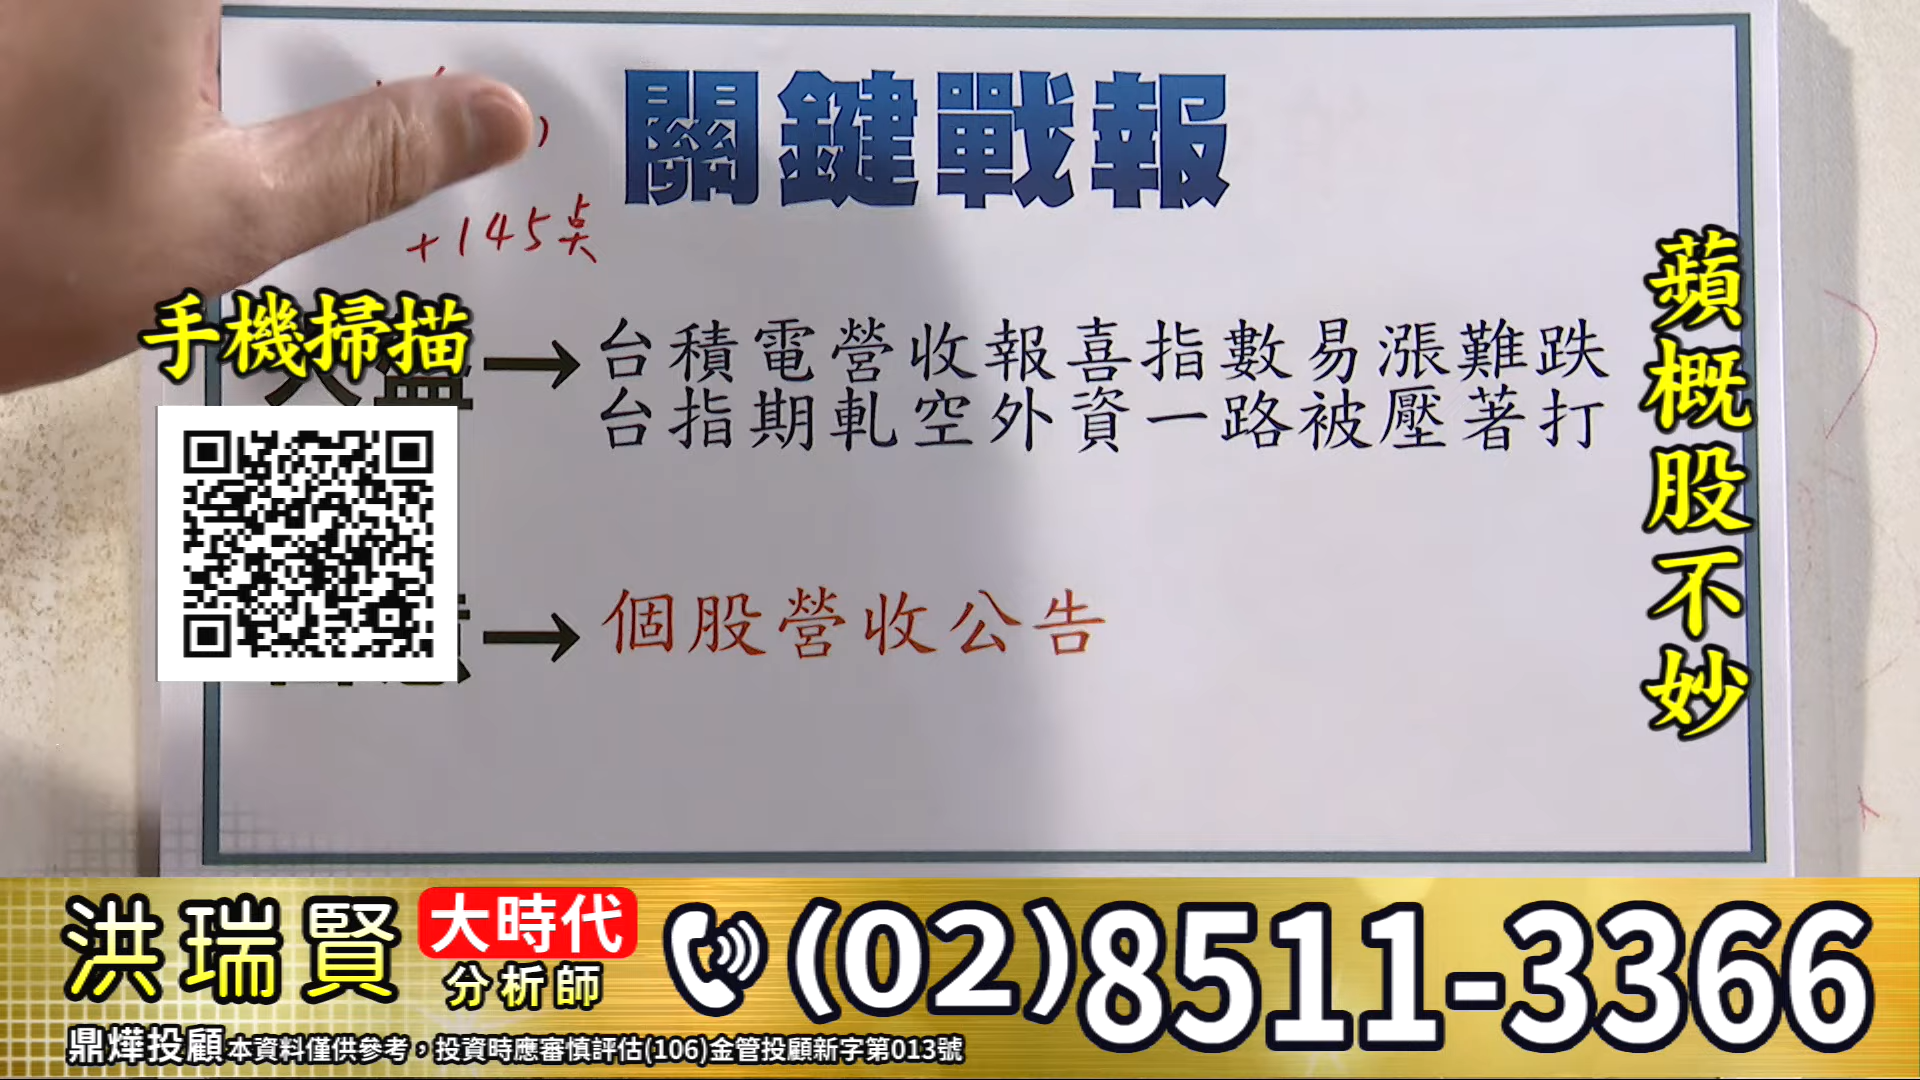 關鍵戰報
+145点
手機掃描
→台積電營收報喜指數易漲難跌
台指期軋空外資一路被壓著打
→個股營收公告
蘋概股不妙
洪瑞賢
大時代
分析師
(02)8511-3366
鼎燁投顧 本資料僅供參考，投資時應審慎評估(106)金管投顧新字第013號